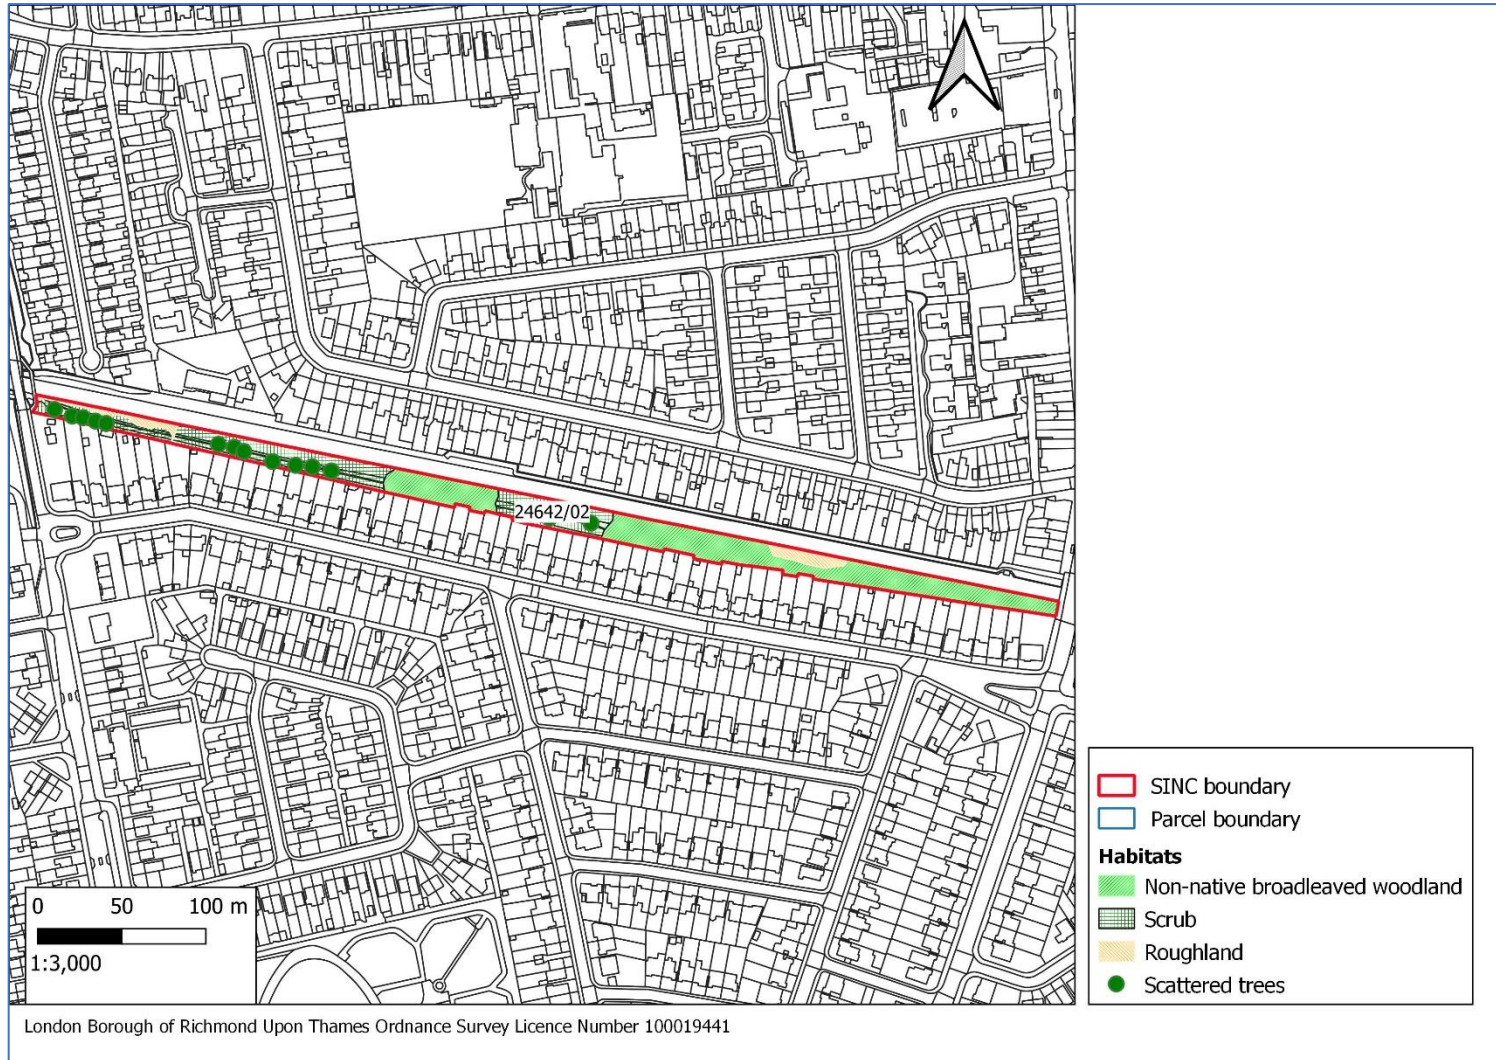 24642/02
SINC boundary
Parcel boundary
Habitats
Non-native broadleaved woodland
Scrub
Roughland
Scattered trees
0 50 100 m
1:3,000
London Borough of Richmond Upon Thames Ordnance Survey Licence Number 100019441